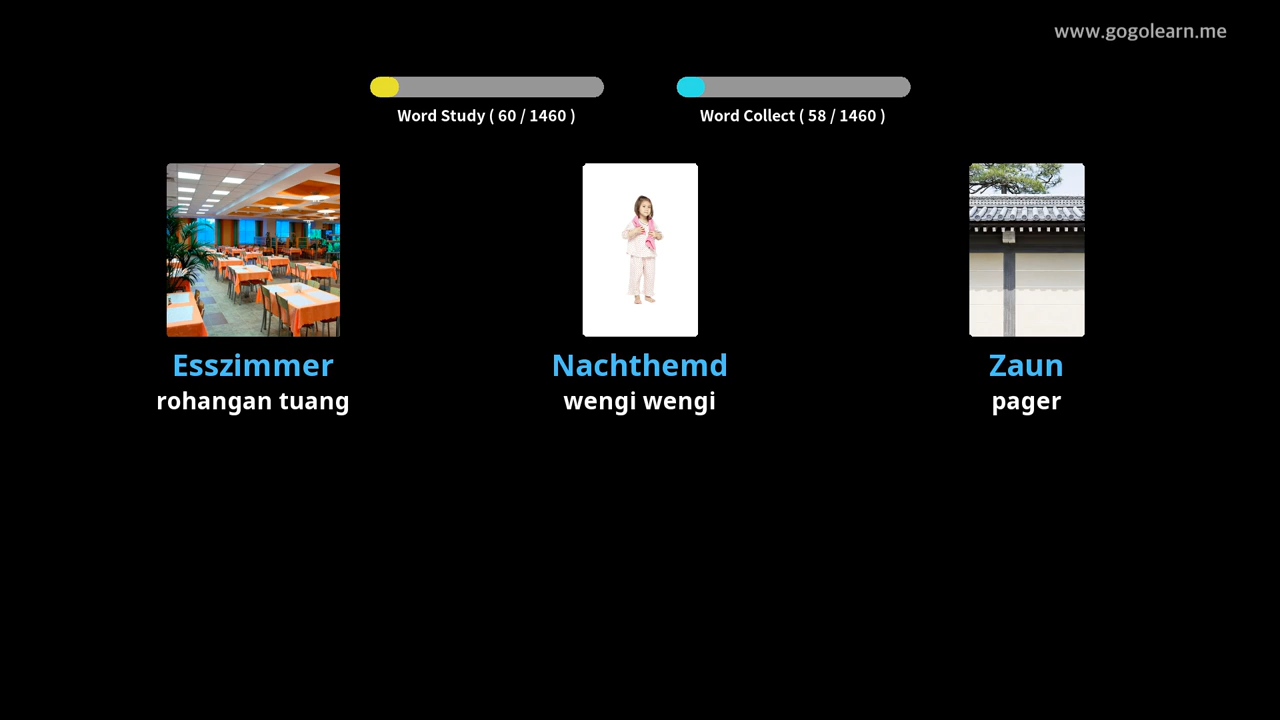 www.gogolearn.me
Word Study ( 60 / 1460 )
Word Collect ( 58 / 1460 )
Esszimmer
rohangan tuang
Nachthemd
wengi wengi
Zaun
pager